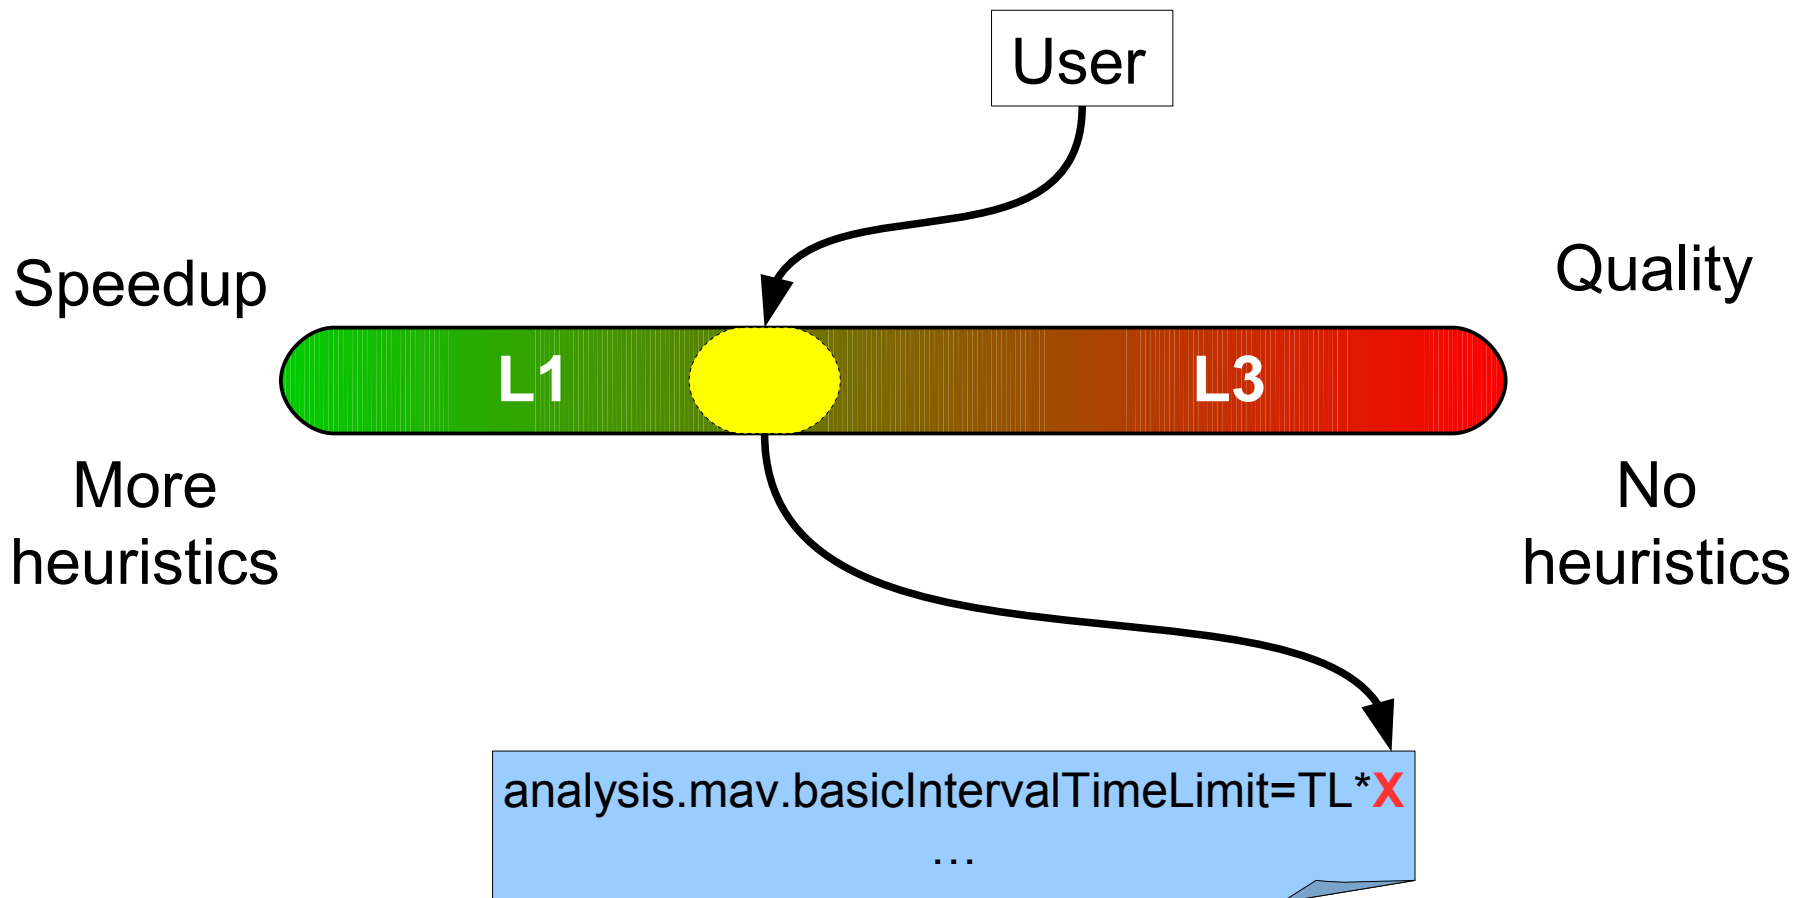 User
Speedup
Quality
L1
L3
More
heuristics
No
heuristics
analysis.mav.basicIntervalTimeLimit=TL*X
...